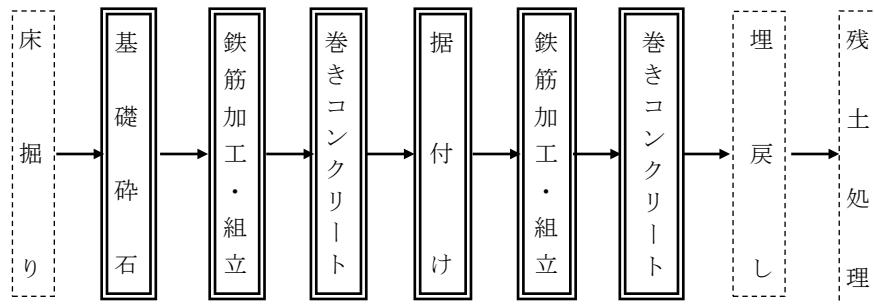 床掘り
基礎砕石
鉄筋加工・組立
巻きコンクリート
据付け
鉄筋加工・組立
巻きコンクリート
埋戻し
残土処理